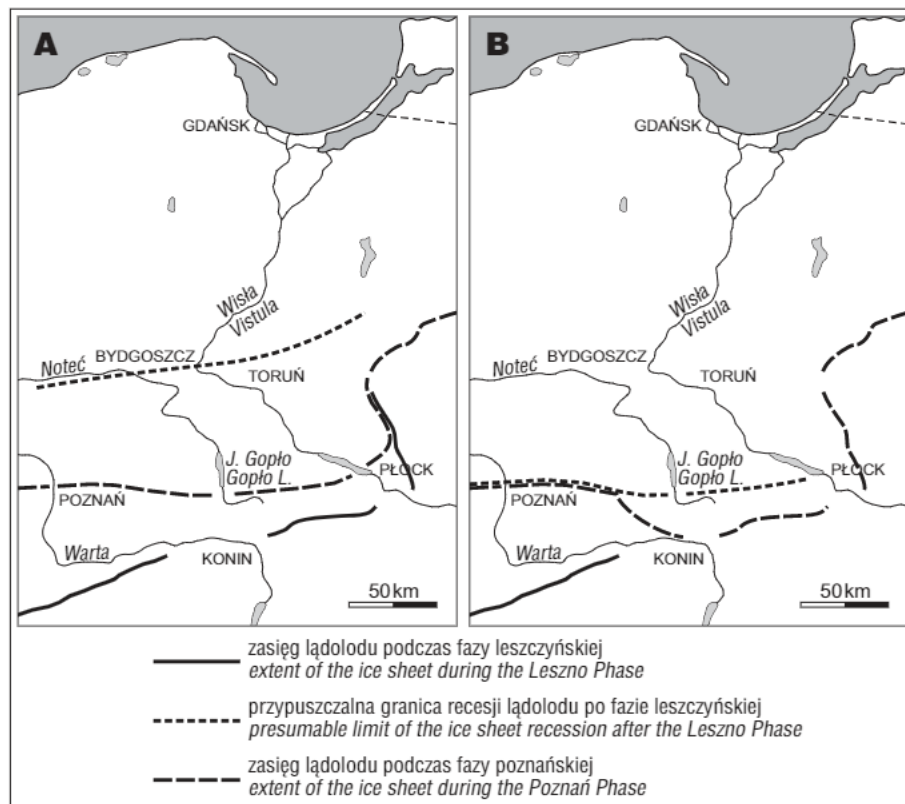 A
GDAŃSK
Wisła
Vistula
BYDGOSZCZ
Noteć
TORUŃ
J. Gopło
Gopło L.
PŁOCK
POZNAŃ
Warta
KONIN
50 km
B
GDAŃSK
Wisła
Vistula
BYDGOSZCZ
Noteć
TORUŃ
J. Gopło
Gopło L.
PŁOCK
POZNAŃ
Warta
KONIN
50 km
zasięg lądolodu podczas fazy leszczyńskiej
extent of the ice sheet during the Leszno Phase
przypuszczalna granica recesji lądolodu po fazie leszczyńskiej
presumable limit of the ice sheet recession after the Leszno Phase
zasięg lądolodu podczas fazy poznańskiej
extent of the ice sheet during the Poznań Phase